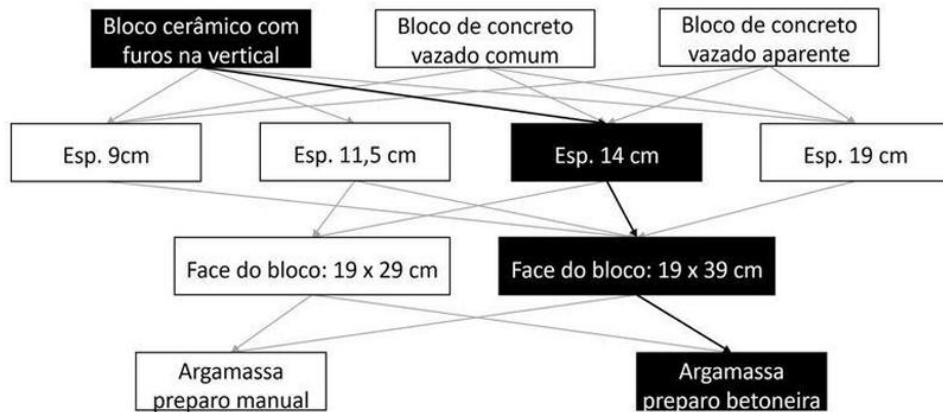 Bloco cerâmico com
furos na vertical
Bloco de concreto
vazado comum
Bloco de concreto
vazado aparente
Esp. 9cm
Esp. 11,5 cm
Esp. 14 cm
Esp. 19 cm
Face do bloco: 19 x 29 cm
Face do bloco: 19 x 39 cm
Argamassa
preparo manual
Argamassa
preparo betoneira